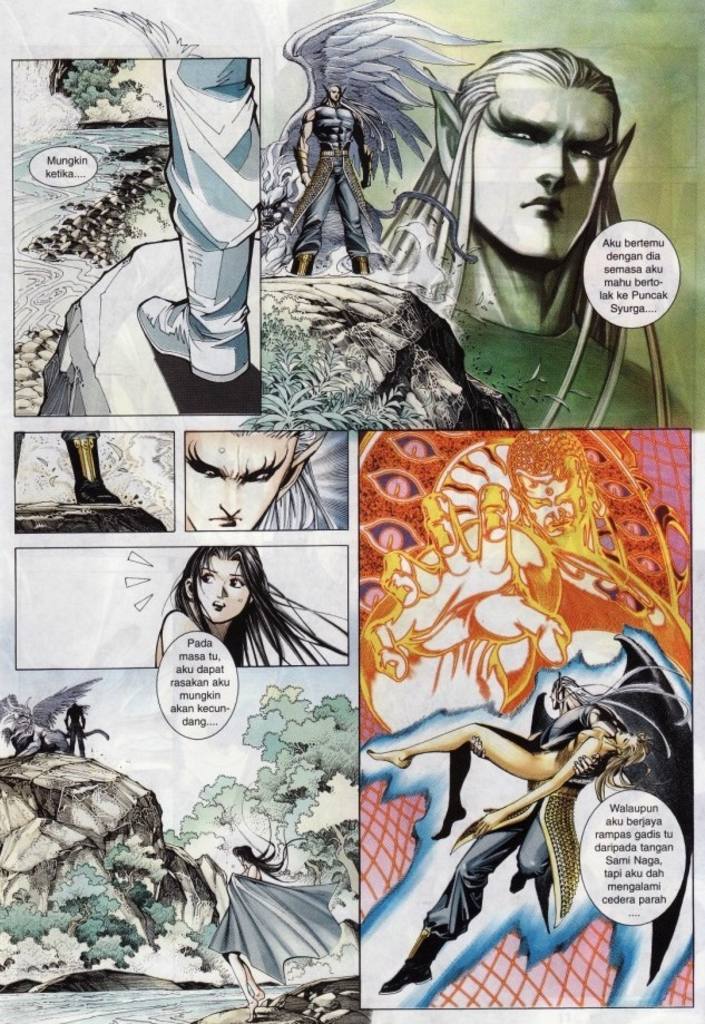 Mungkin
ketika....
Aku bertemu
dengan dia
semasa aku
mahu berto-
lak ke Puncak
Syurga....
Pada
masa tu,
aku dapat
rasakan aku
mungkin
akan kecun-
dang....
Walaupun
aku berjaya
rampas gadis tu
daripada tangan
Sami Naga,
tapi aku dah
mengalami
cedera parah
....